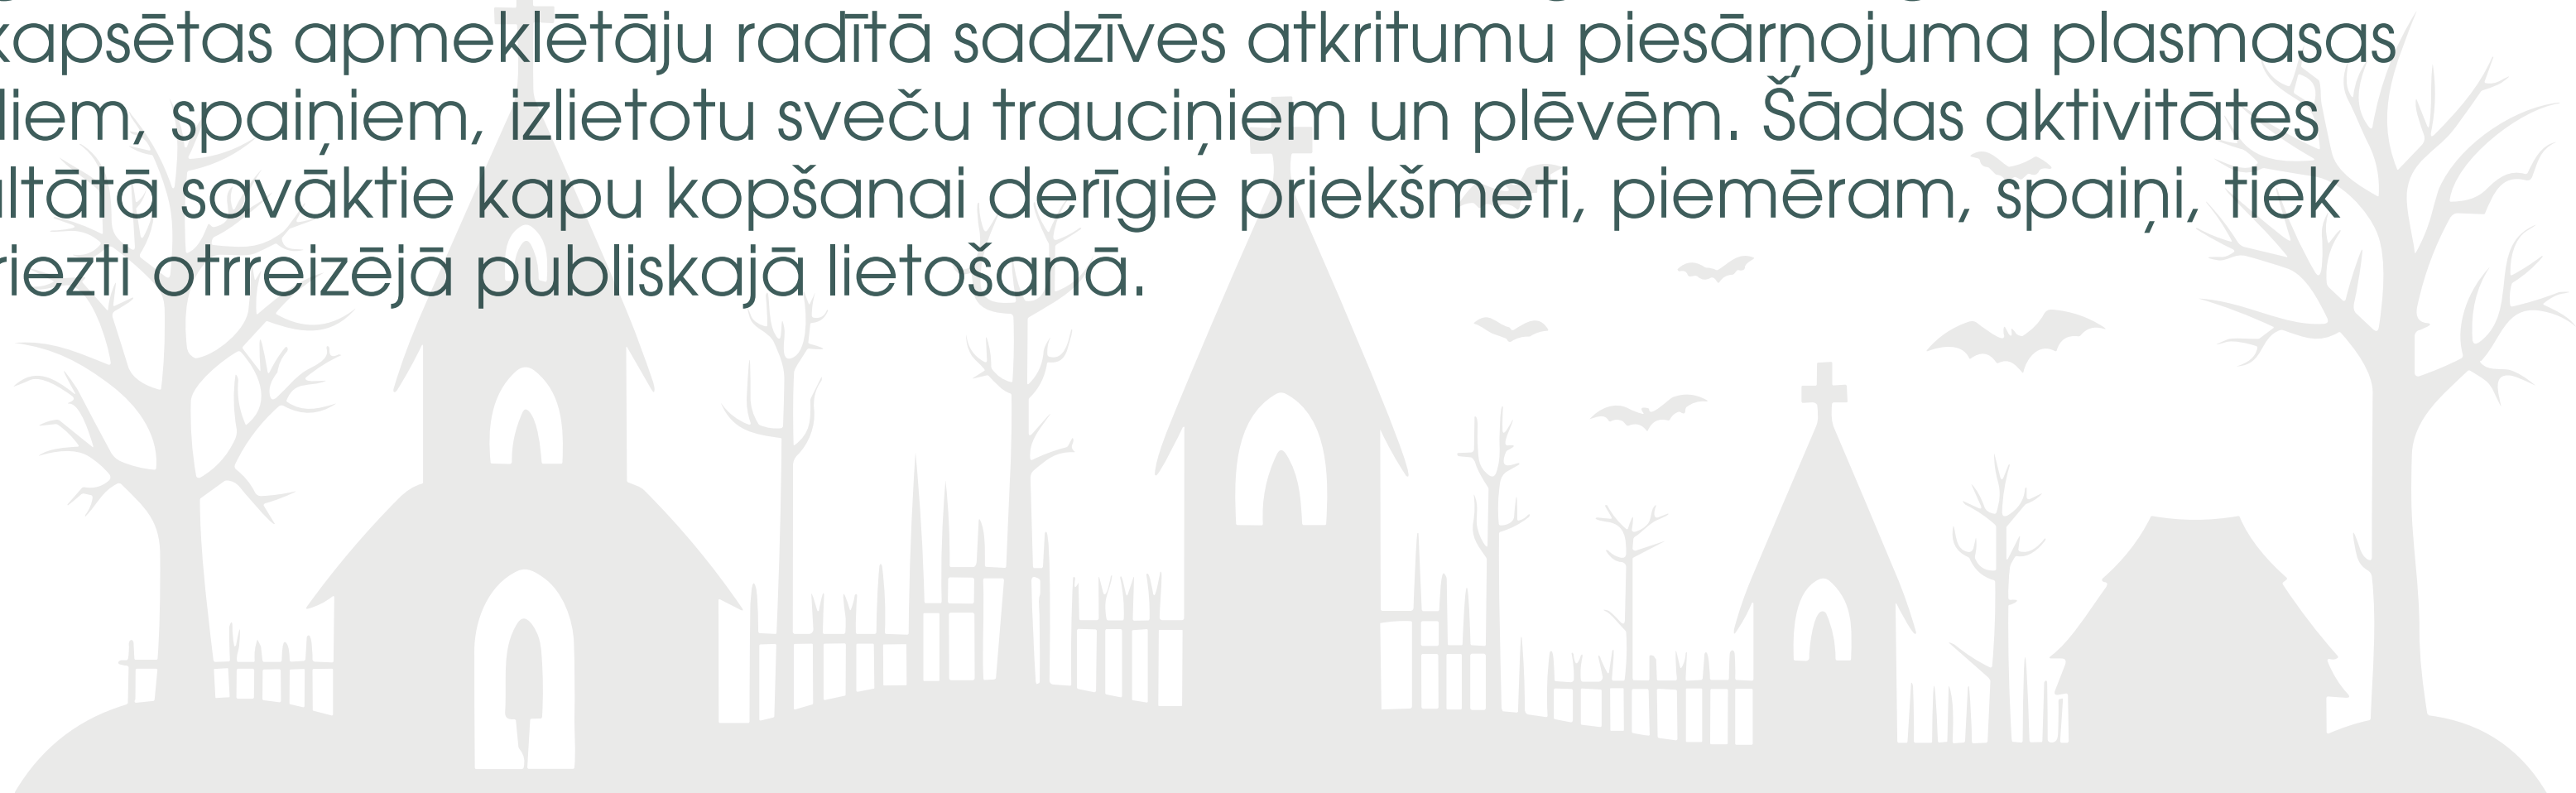 kapsētas apmeklētāju radītā sadzīves atkritumu piesārņojuma plasmasas
liem, spaiņiem, izlietotu sveču trauciņiem un plēvēm. Šādas aktivitātes
ltātā savāktie kapu kopšanai derīgie priekšmeti, piemēram, spaiņi, tiek
riezti otrreizējā publiskajā lietošanā.